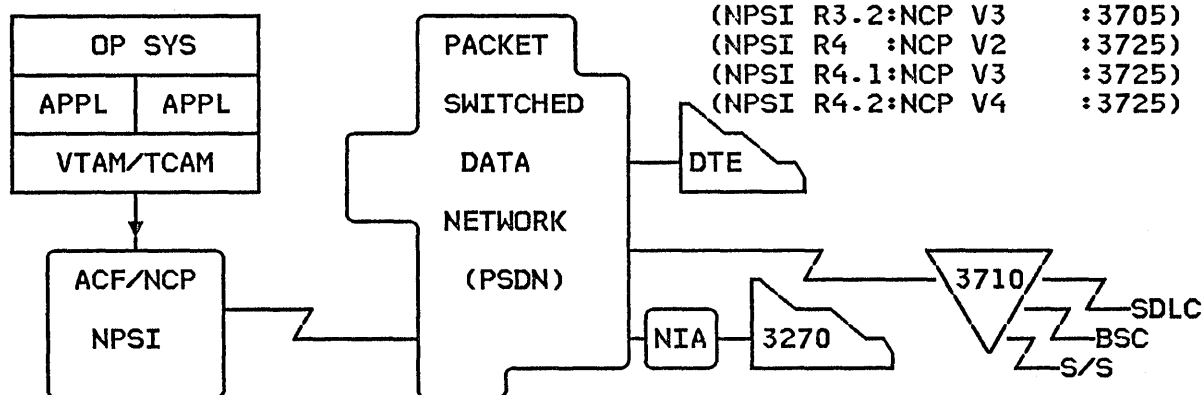 (NPSI R3.2:NCP V3 :3705)
(NPSI R4 :NCP V2 :3725)
(NPSI R4.1:NCP V3 :3725)
(NPSI R4.2:NCP V4 :3725)
OP SYS
APPL APPL
VTAM/TCAM
ACF/NCP
NPSI
PACKET
SWITCHED
DATA
NETWORK
(PSDN)
DTE
NIA
3270
3710
SDLC
BSC
S/S